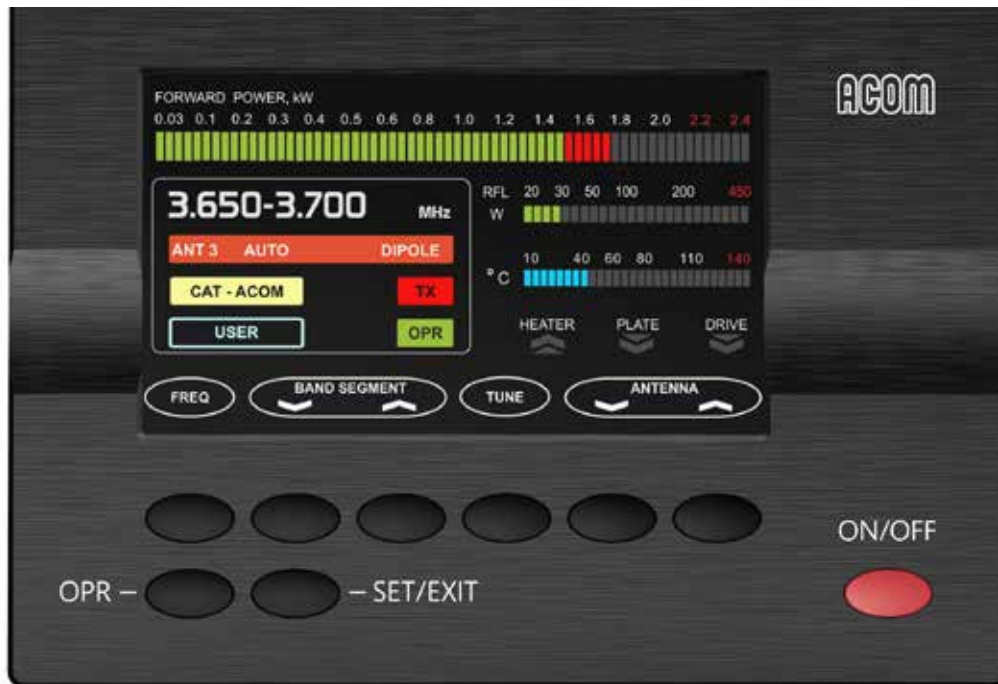 ACOM
FORWARD POWER, kW
0.03 0.1 0.2 0.3 0.4 0.5 0.6 0.8 1.0 1.2 1.4 1.6 1.8 2.0 2.2 2.4
3.650-3.700 MHz
RFL W 20 30 50 100 200 450
ANT 3 AUTO DIPOLE
°C 10 40 60 80 110 140
CAT - ACOM TX
USER OPR
HEATER PLATE DRIVE
FREQ BAND SEGMENT TUNE ANTENNA
ON/OFF
OPR – – SET/EXIT